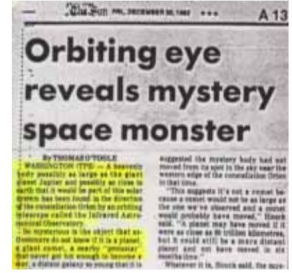 The Sun FRI., DECEMBER 30, 1983 *** A 13
Orbiting eye
reveals mystery
space monster
By THOMAS O'TOOLE
WASHINGTON (TPS) — A heavenly
body possibly as large as the giant
planet Jupiter and possibly so close to
earth that it would be part of this solar
system has been found in the direction
of the constellation Orion by an orbiting
telescope called the Infrared Astro-
nomical Observatory.
So mysterious is the object that as-
tronomers do not know if it is a planet,
a giant comet, a nearby "protostar"
that never got hot enough to become a
star, a distant galaxy so young that it is
suggested the mystery body had not
moved from its spot in the sky near the
western edge of the constellation Orion
in that time.
"This suggests it's not a comet be-
cause a comet would not be as large as
the one we've observed and a comet
would probably have moved," Houck
said. "A planet may have moved if it
were as close as 50 trillion kilometres,
but it could still be a more distant
planet and not have moved in six
months time."
Whatever it is, Houck said, the